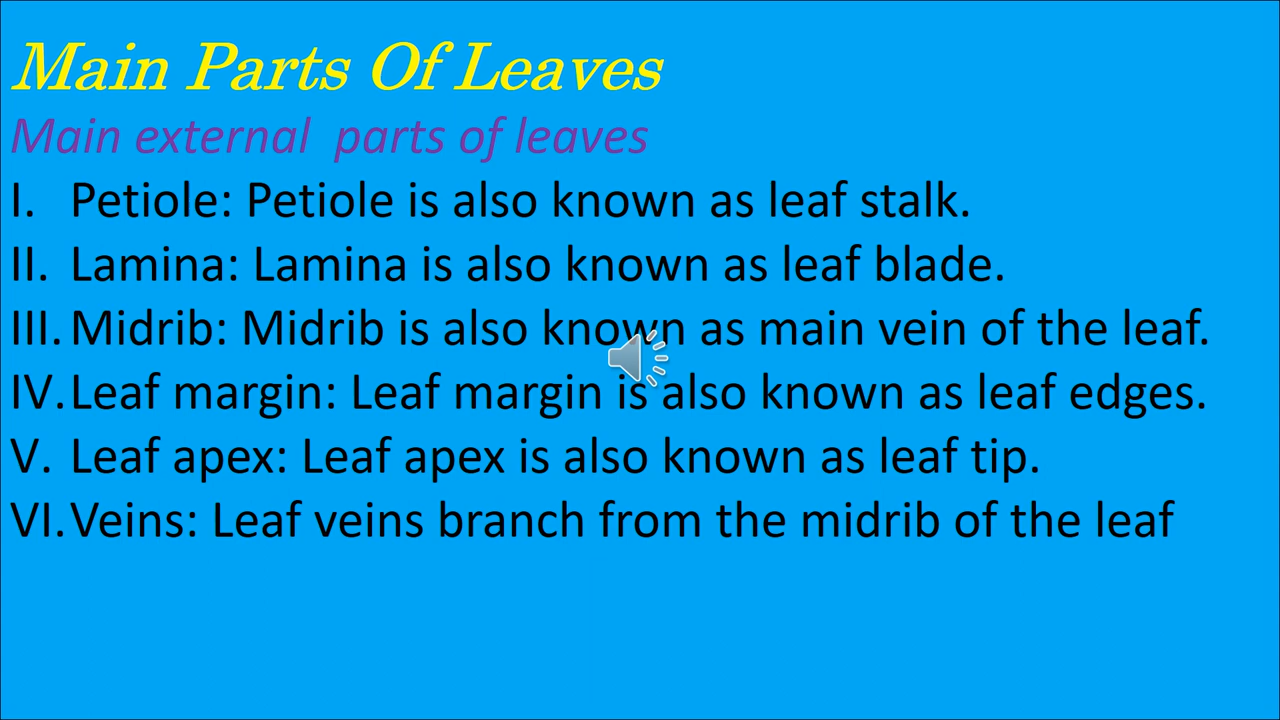 Main Parts Of Leaves
Main external  parts of leaves
I. Petiole: Petiole is also known as leaf stalk.
II. Lamina: Lamina is also known as leaf blade.
III. Midrib: Midrib is also known as main vein of the leaf.
IV. Leaf margin: Leaf margin is also known as leaf edges.
V. Leaf apex: Leaf apex is also known as leaf tip.
VI. Veins: Leaf veins branch from the midrib of the leaf